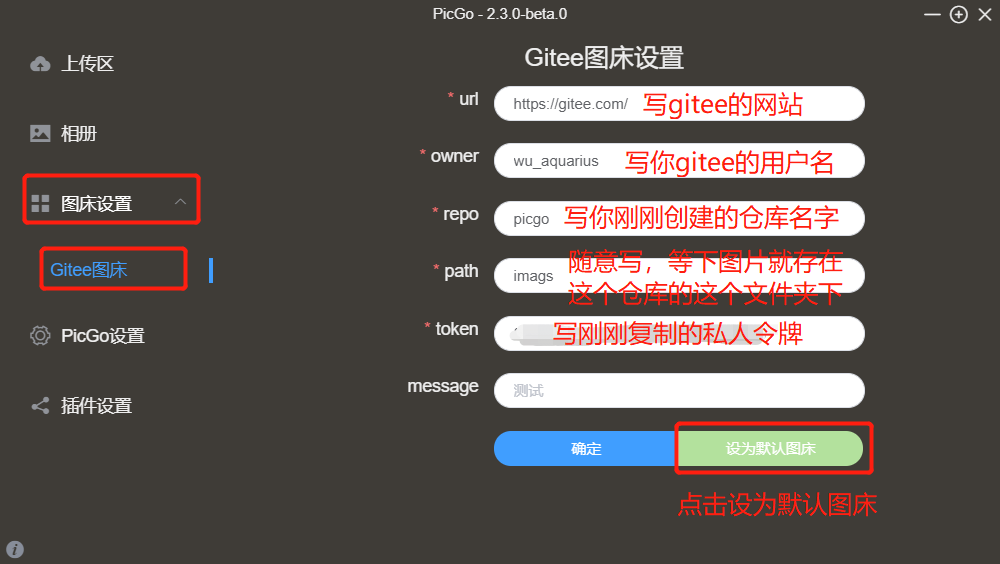 PicGo - 2.3.0-beta.0
上传区
相册
图床设置
Gitee图床
PicGo设置
插件设置
Gitee图床设置
* url https://gitee.com/ 写gitee的网站
* owner wu_aquarius 写你gitee的用户名
* repo picgo 写你刚刚创建的仓库名字
* path imags 随意写，等下图片就存在
这个仓库的这个文件夹下
* token 写刚刚复制的私人令牌
message 测试
确定 设为默认图床
点击设为默认图床